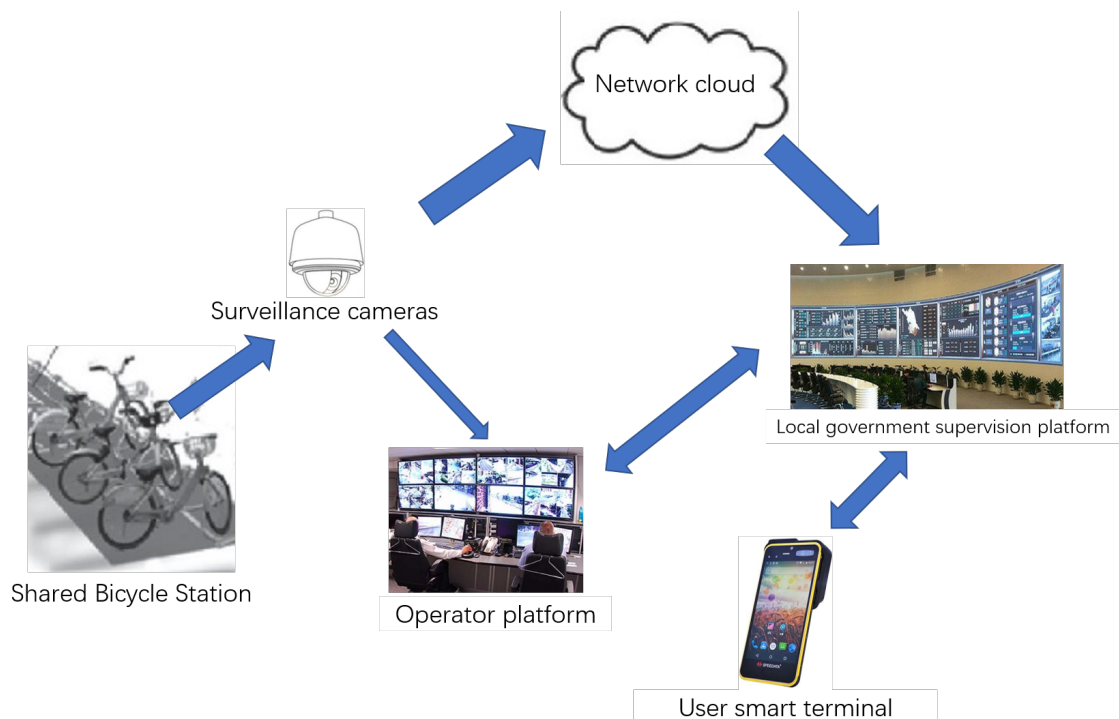 Network cloud
Surveillance cameras
Shared Bicycle Station
Operator platform
Local government supervision platform
User smart terminal